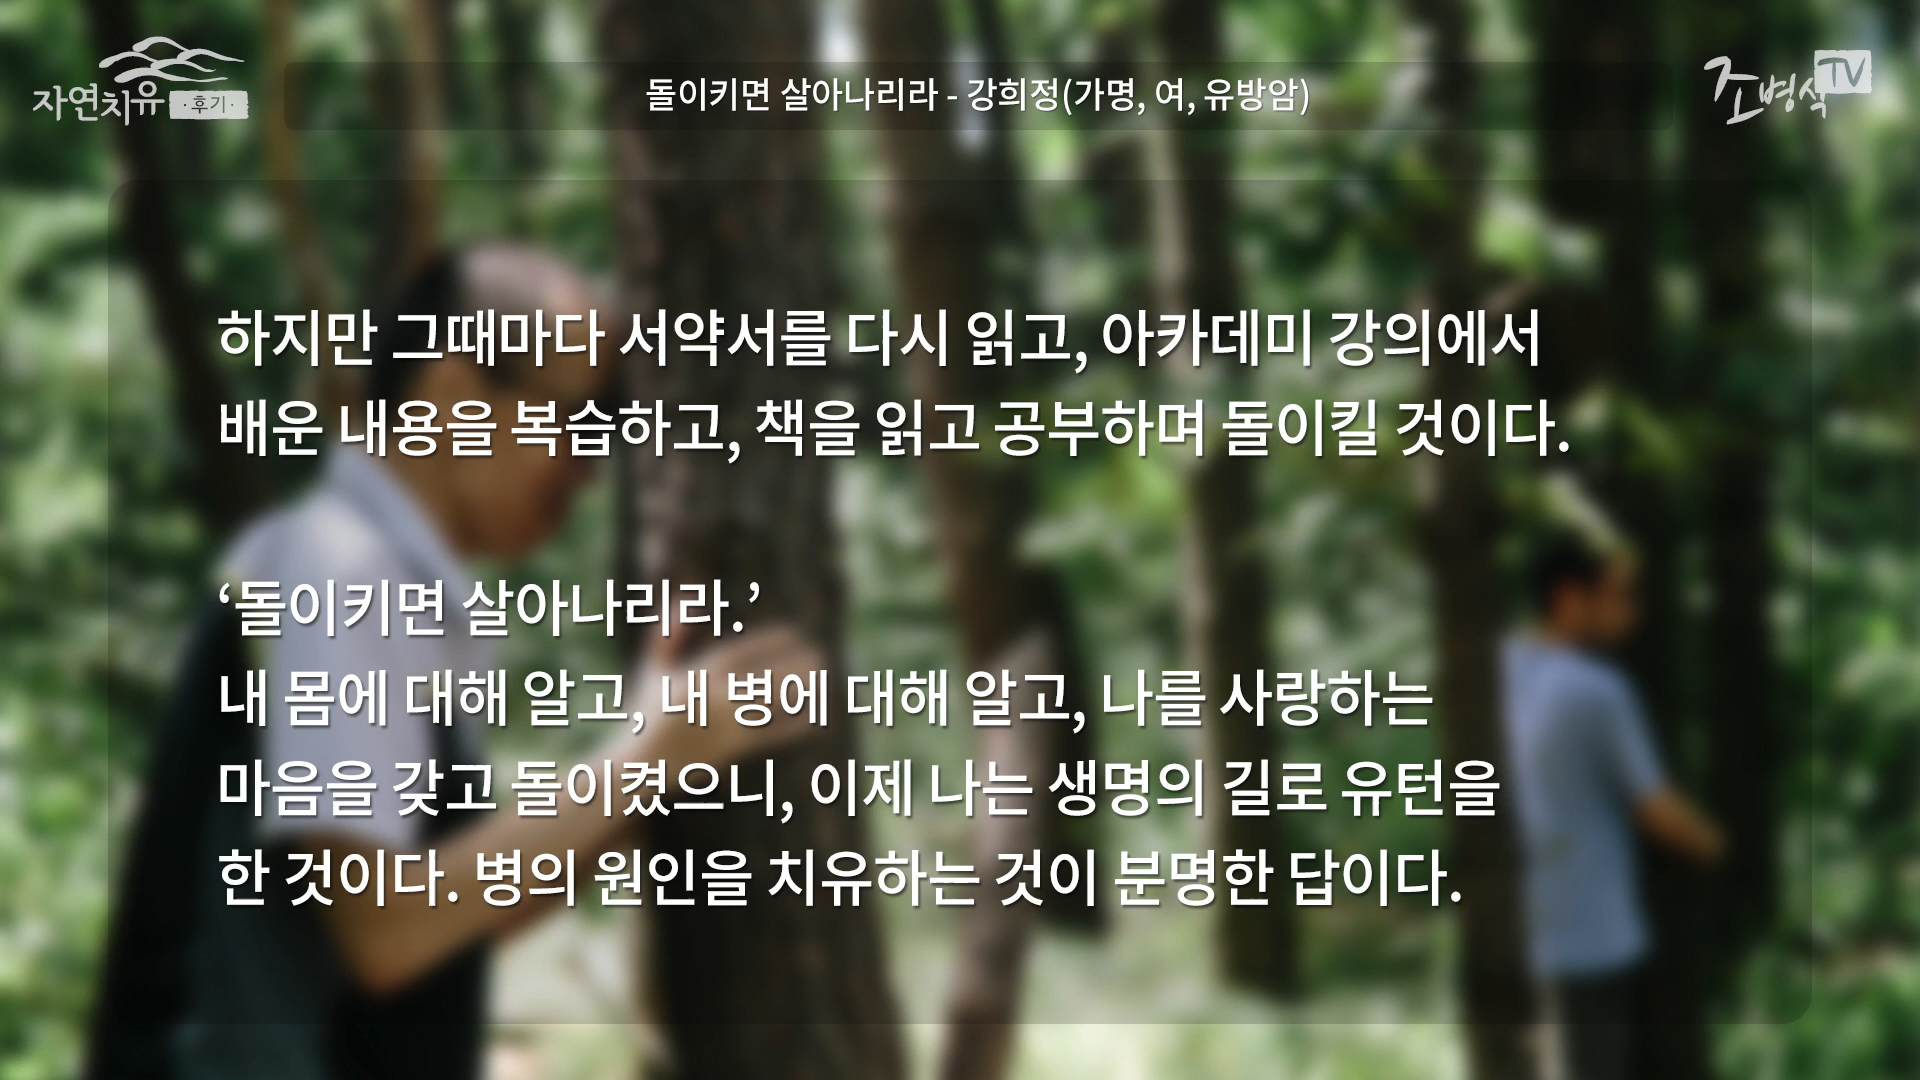 자연치유 ·후기·
돌이키면 살아나리라 - 강희정(가명, 여, 유방암)
조병식TV
하지만 그때마다 서약서를 다시 읽고, 아카데미 강의에서
배운 내용을 복습하고, 책을 읽고 공부하며 돌이킬 것이다.
‘돌이키면 살아나리라.’
내 몸에 대해 알고, 내 병에 대해 알고, 나를 사랑하는
마음을 갖고 돌이켰으니, 이제 나는 생명의 길로 유턴을
한 것이다. 병의 원인을 치유하는 것이 분명한 답이다.